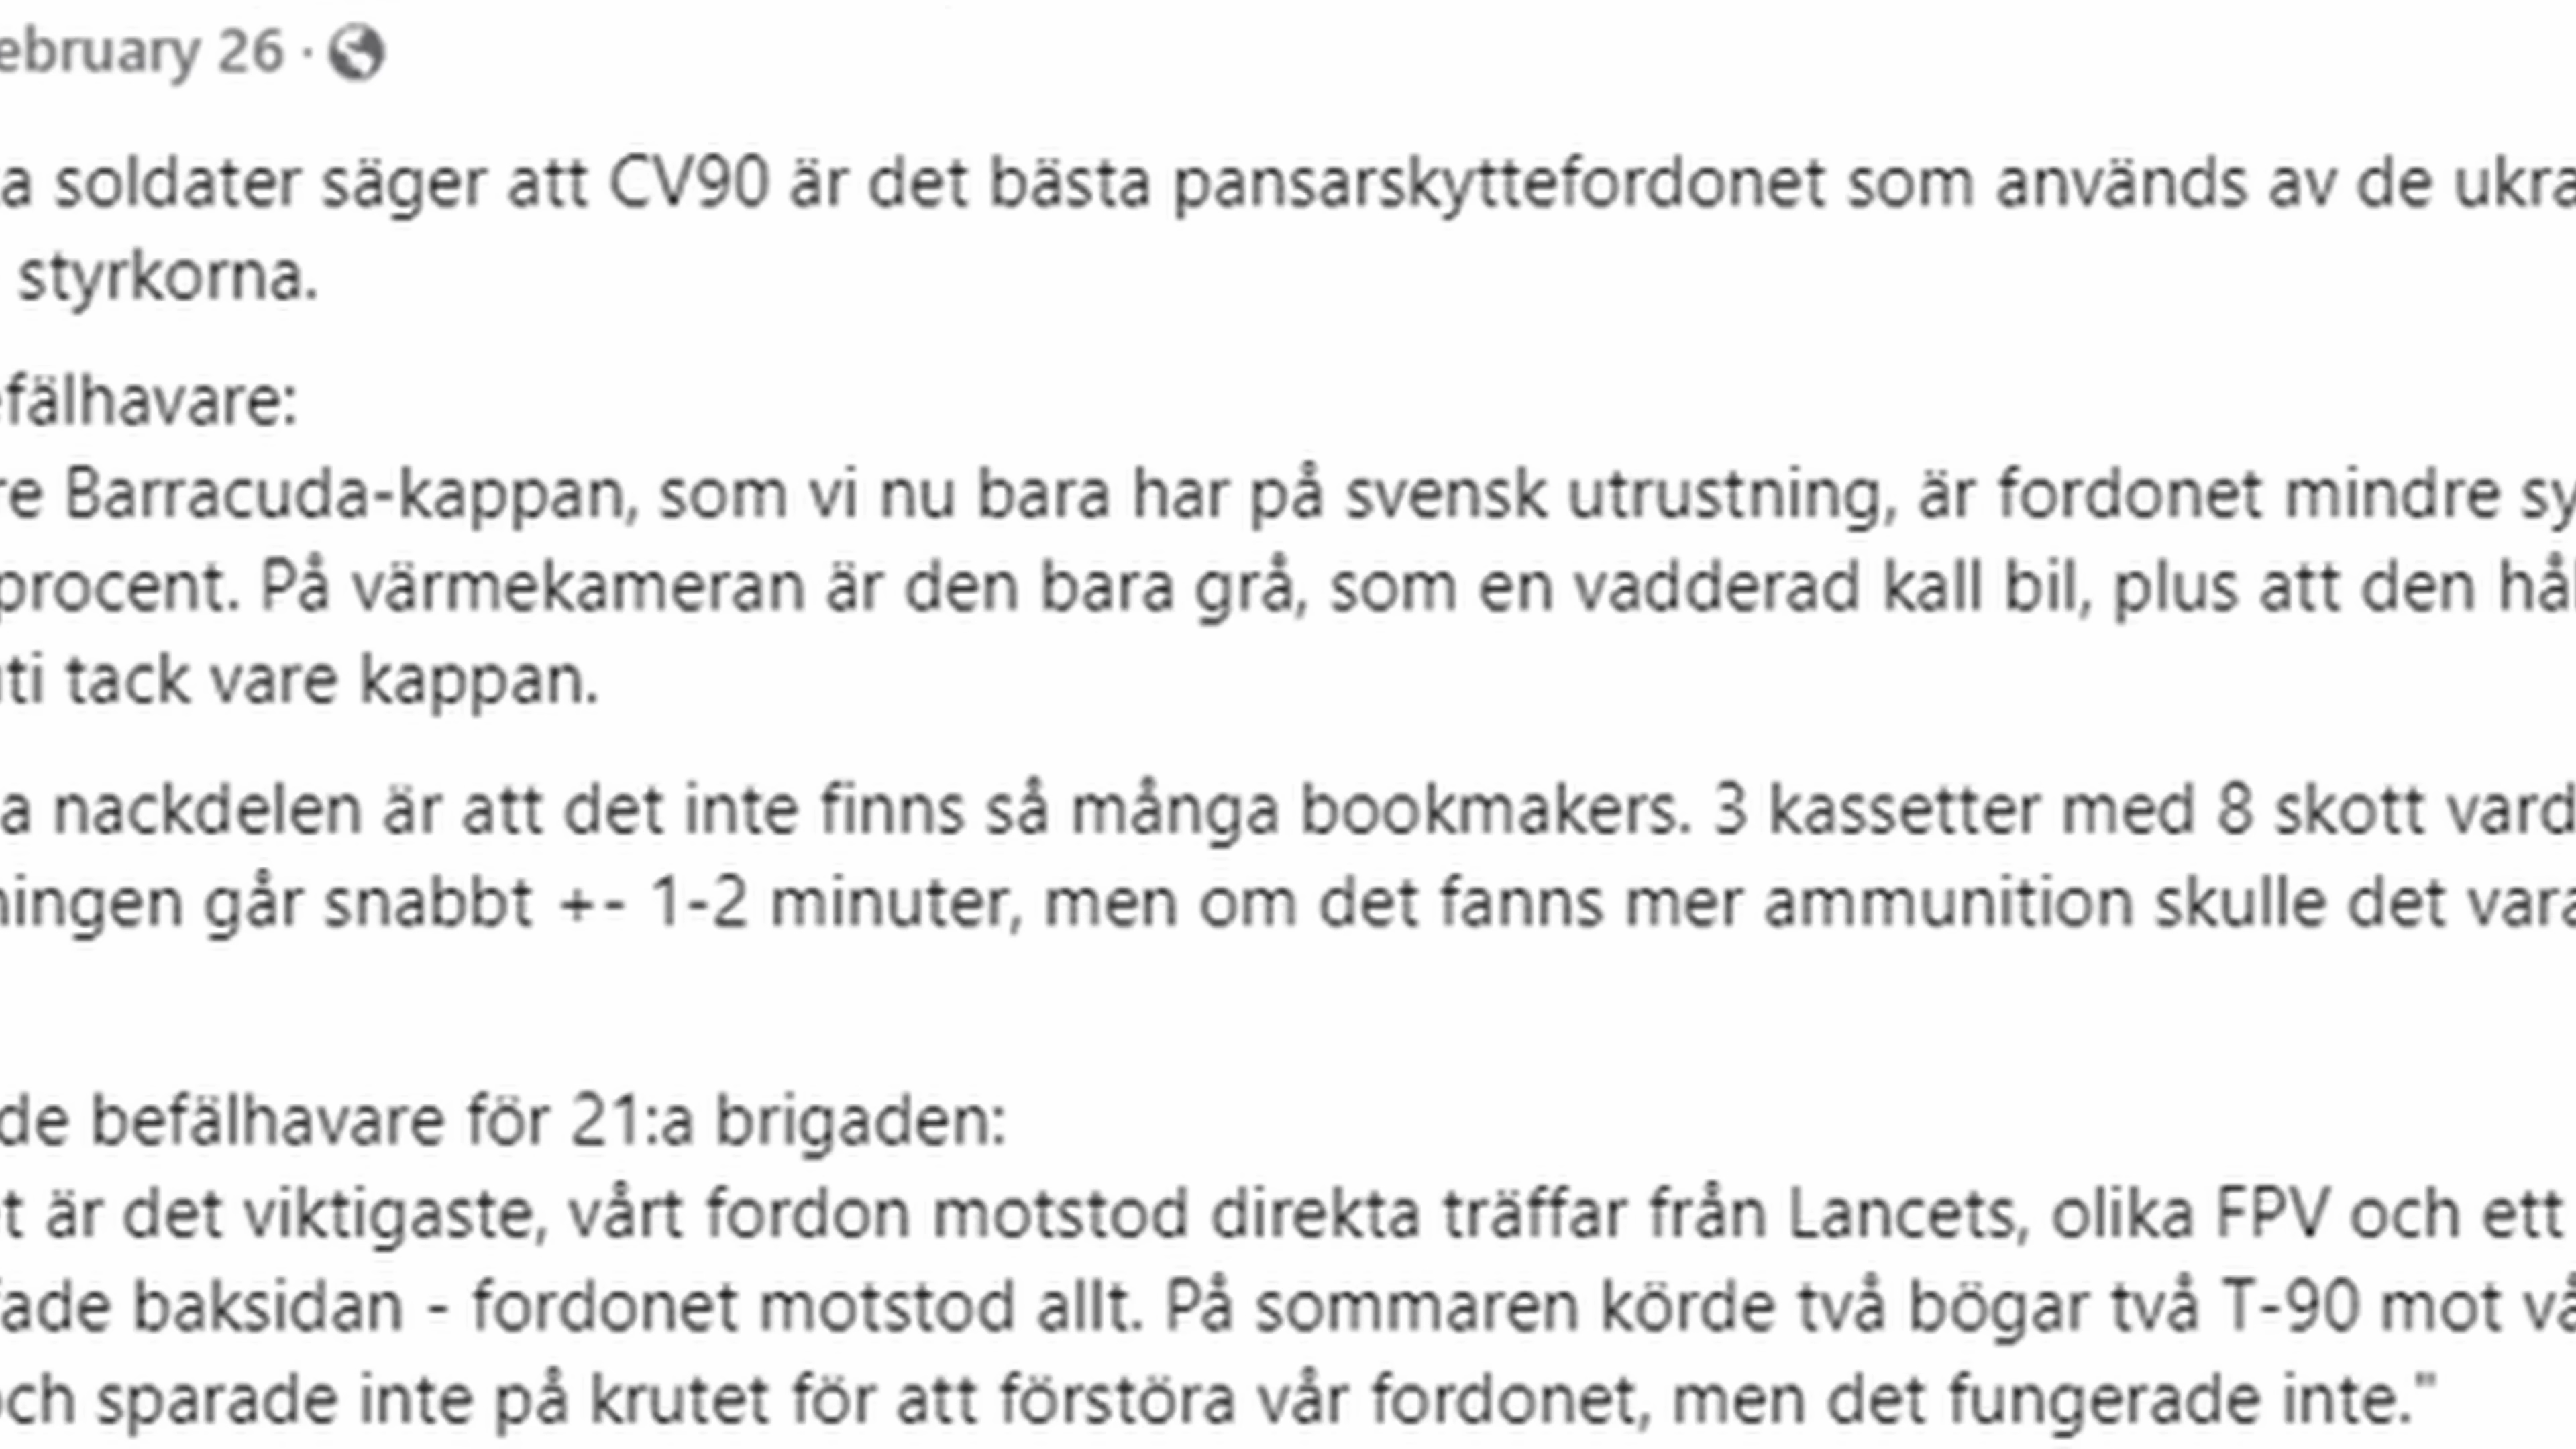 ebruary 26 ·
a soldater säger att CV90 är det bästa pansarskyttefordonet som används av de ukra
styrkorna.
efälhavare:
re Barracuda-kappan, som vi nu bara har på svensk utrustning, är fordonet mindre sy
procent. På värmekameran är den bara grå, som en vadderad kall bil, plus att den hål
uti tack vare kappan.
a nackdelen är att det inte finns så många bookmakers. 3 kassetter med 8 skott vard
ningen går snabbt +- 1-2 minuter, men om det fanns mer ammunition skulle det vara
de befälhavare för 21:a brigaden:
t är det viktigaste, vårt fordon motstod direkta träffar från Lancets, olika FPV och ett
fade baksidan - fordonet motstod allt. På sommaren körde två bögar två T-90 mot vå
och sparade inte på krutet för att förstöra vår fordonet, men det fungerade inte."